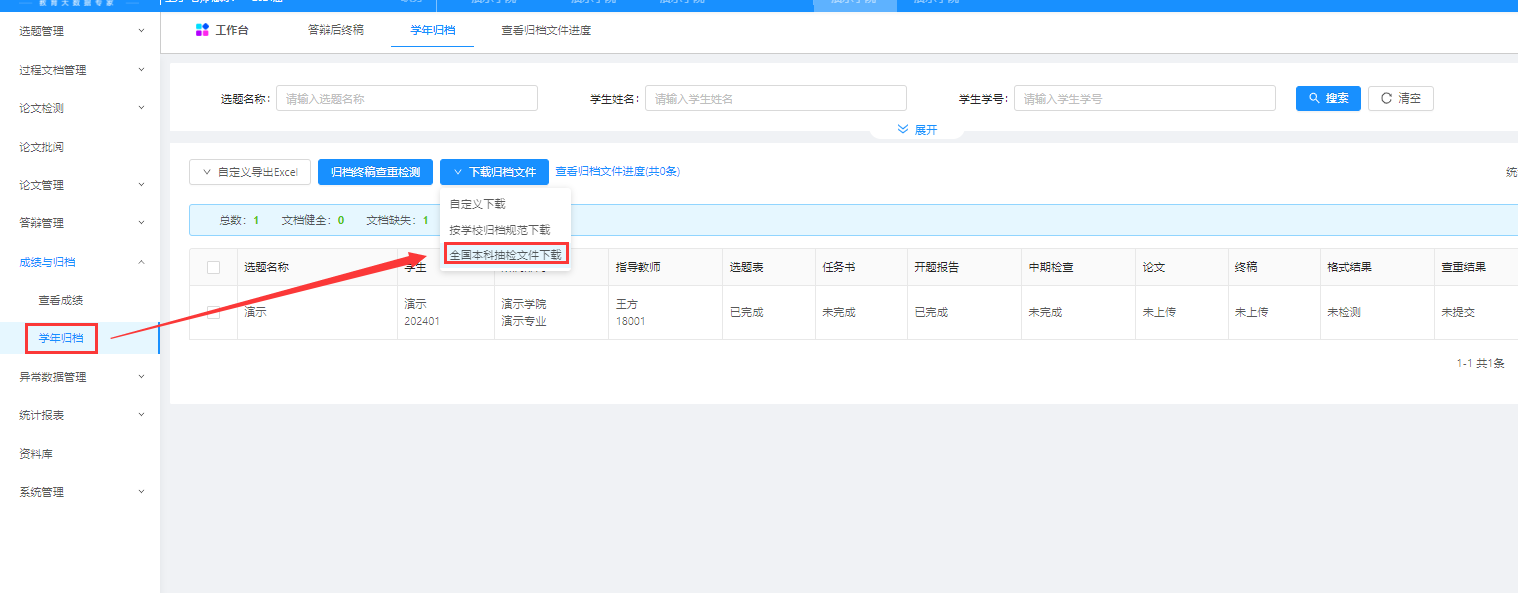 教育大数据专家
选题管理
过程文档管理
论文检测
论文批阅
论文管理
答辩管理
成绩与归档
查看成绩
学年归档
异常数据管理
统计报表
资料库
系统管理
工作台
答辩后终稿
学年归档
查看归档文件进度
选题名称: 请输入选题名称
学生姓名: 请输入学生姓名
学生学号: 请输入学生学号
搜索
清空
展开
自定义导出Excel
归档终稿查重检测
下载归档文件
查看归档文件进度(共0条)
统
自定义下载
按学校归档规范下载
全国本科抽检文件下载
总数: 1 文档健全: 0 文档缺失: 1
选题名称 学生 指导教师 选题表 任务书 开题报告 中期检查 论文 终稿 格式结果 查重结果
演示 演示 演示学院 王方 已完成 未完成 已完成 未完成 未上传 未上传 未检测 未提交
202401 演示专业 18001
1-1 共1条